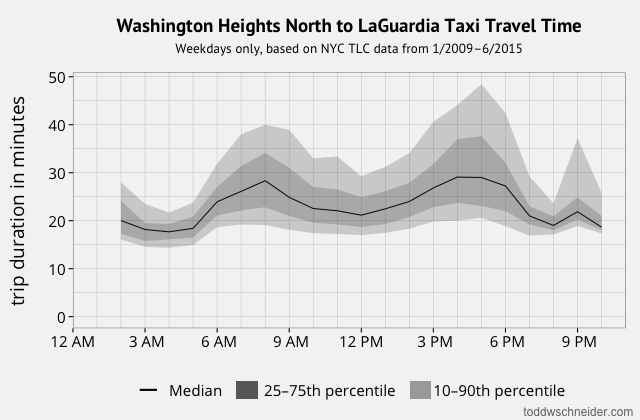 Washington Heights North to LaGuardia Taxi Travel Time
Weekdays only, based on NYC TLC data from 1/2009–6/2015
trip duration in minutes
50
40
30
20
10
0
12 AM 3 AM 6 AM 9 AM 12 PM 3 PM 6 PM 9 PM
Median 25–75th percentile 10–90th percentile
toddwschneider.com